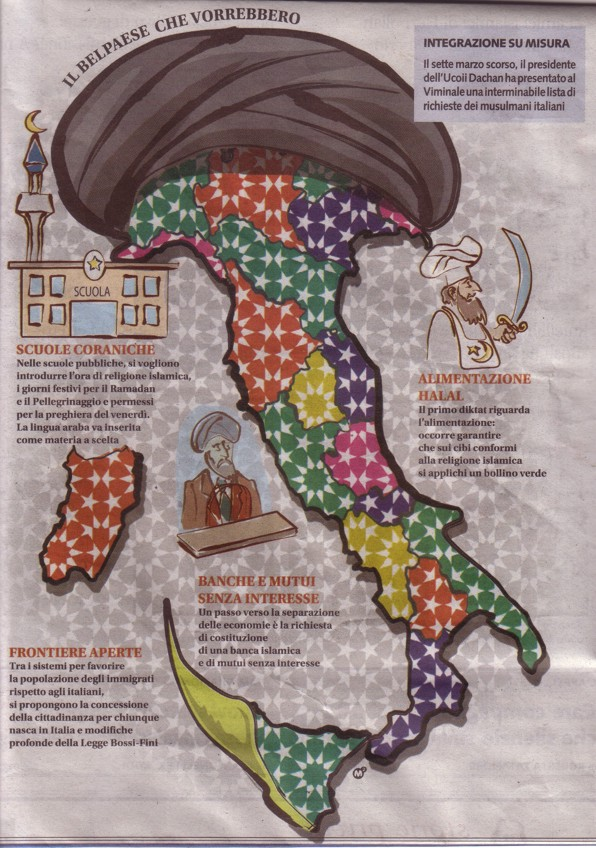 IL BELPAESE CHE VORREBBERO
INTEGRAZIONE SU MISURA
Il sette marzo scorso, il presidente
dell'Ucoii Dachan ha presentato al
Viminale una interminabile lista di
richieste dei musulmani italiani
SCUOLA
SCUOLE CORANICHE
Nelle scuole pubbliche, si vogliono
introdurre l'ora di religione islamica,
i giorni festivi per il Ramadan
e il Pellegrinaggio e permessi
per la preghiera del venerdì.
La lingua araba va inserita
come materia a scelta
ALIMENTAZIONE
HALAL
Il primo diktat riguarda
l'alimentazione:
occorre garantire
che sui cibi conformi
alla religione islamica
si applichi un bollino verde
BANCHE E MUTUI
SENZA INTERESSE
Un passo verso la separazione
delle economie è la richiesta
di costituzione
di una banca islamica
e di mutui senza interesse
FRONTIERE APERTE
Tra i sistemi per favorire
la popolazione degli immigrati
rispetto agli italiani,
si propongono la concessione
della cittadinanza per chiunque
nasca in Italia e modifiche
profonde della Legge Bossi-Fini